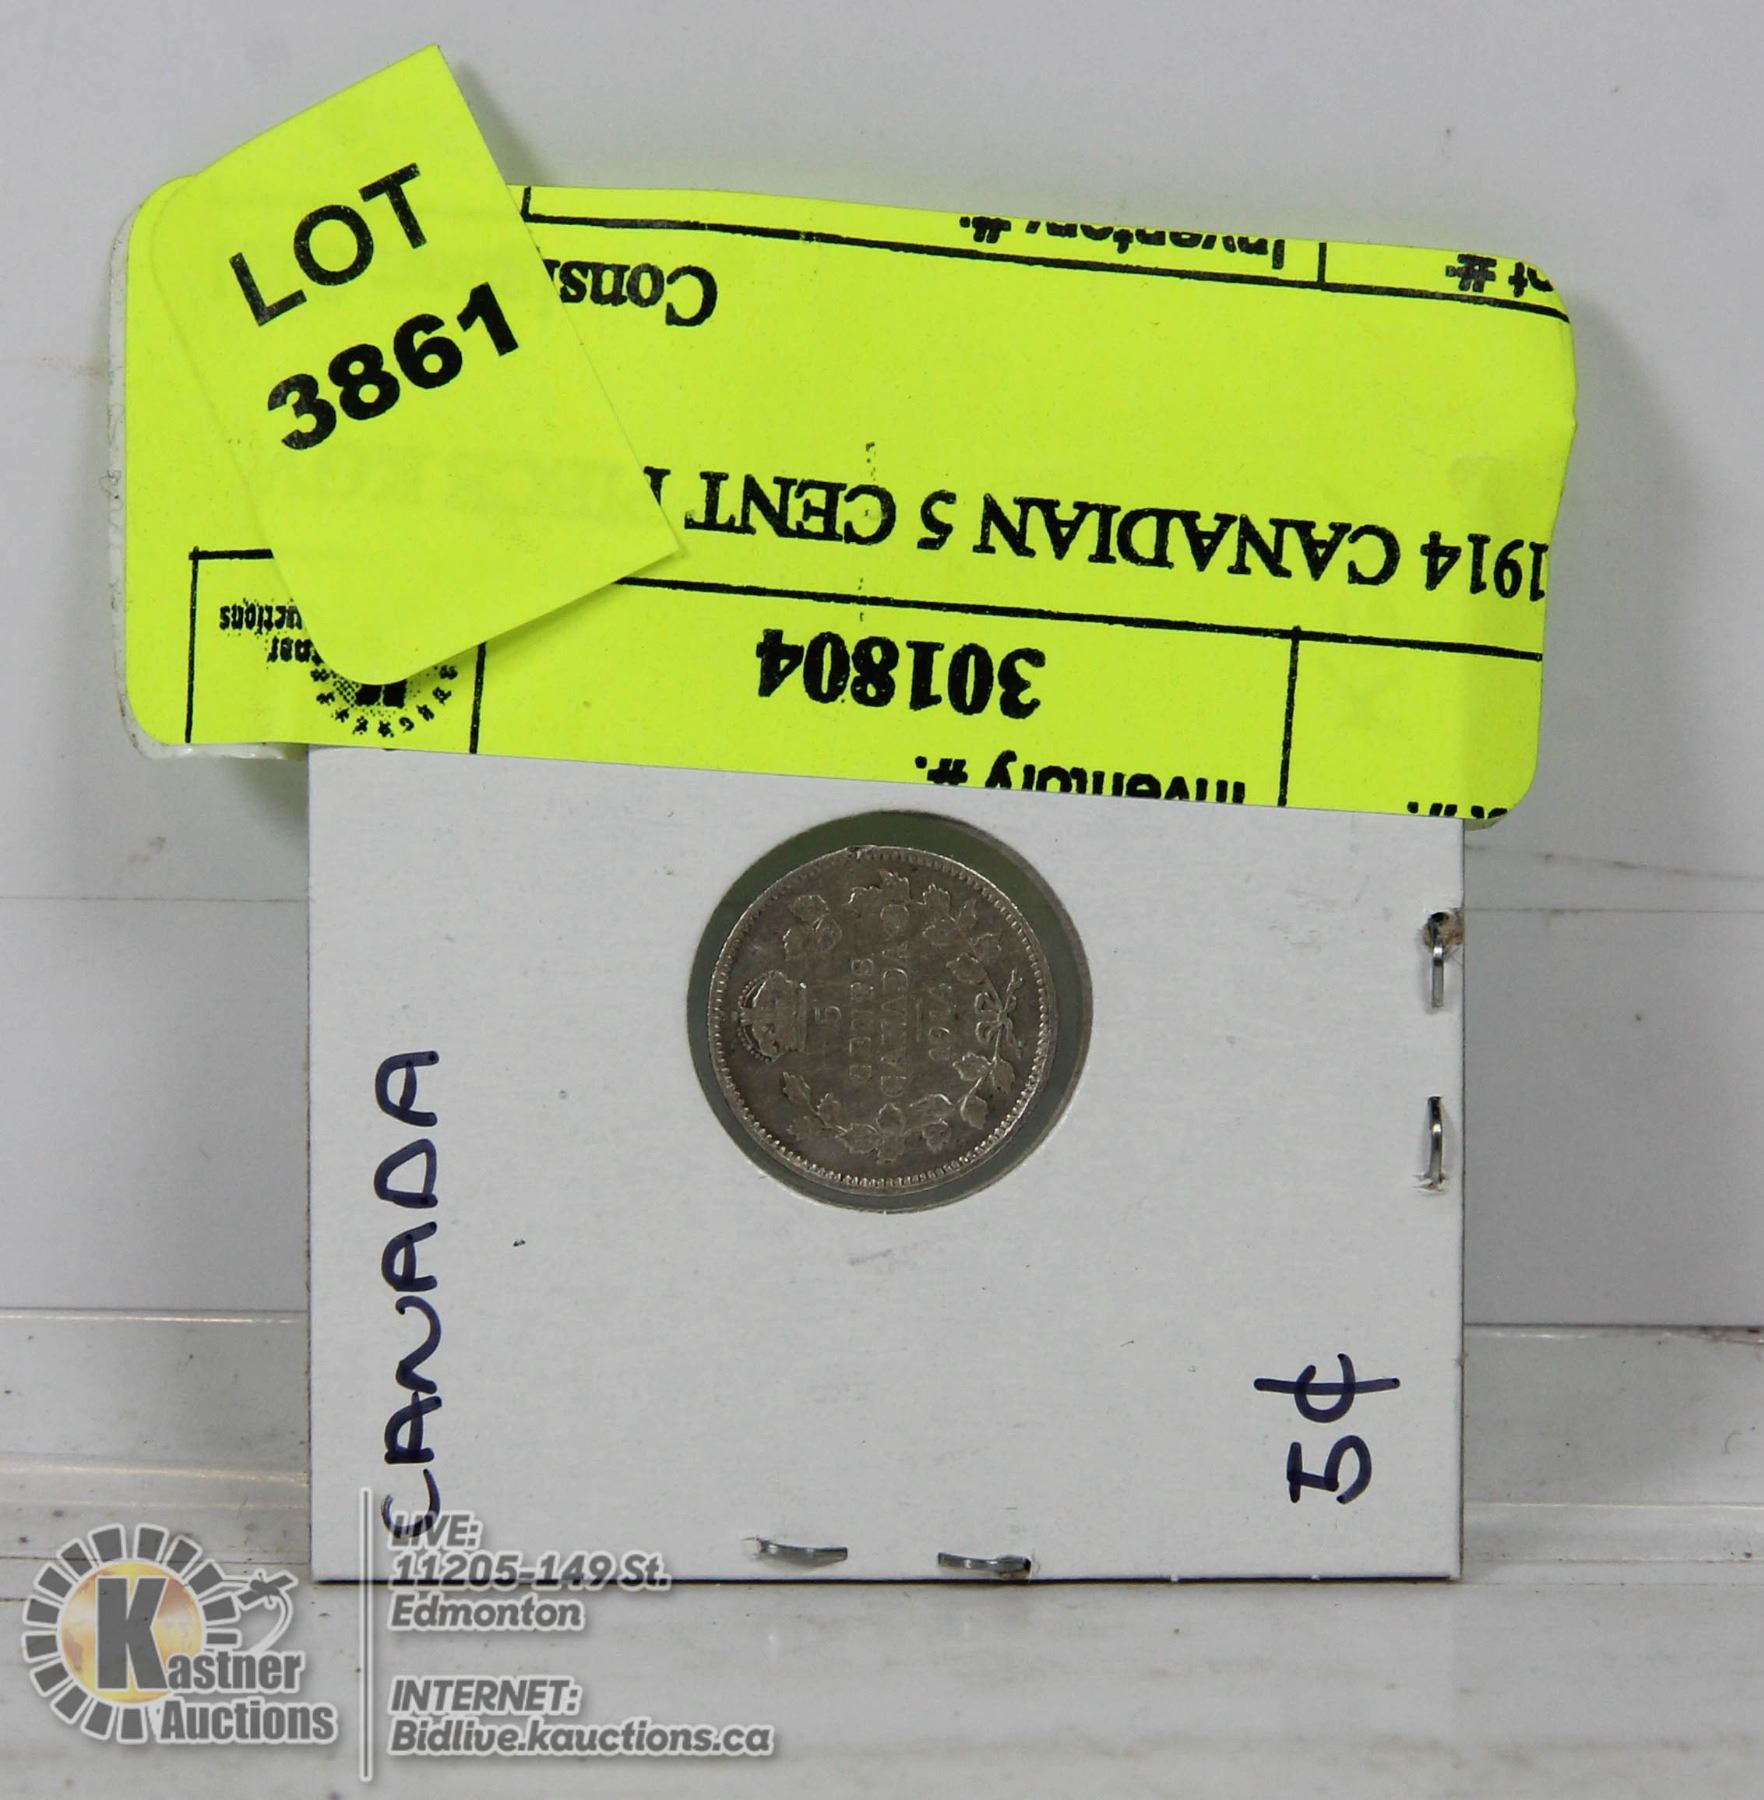 LOT
3861
Inventory #:
1914 CANADIAN 5 CENT
301804
Inventory #:
5
CENTS
CANADA
1914
CANADA
5¢
Kastner
Auctions
LIVE:
11205-149 St.
Edmonton
INTERNET:
Bidlive.kauctions.ca